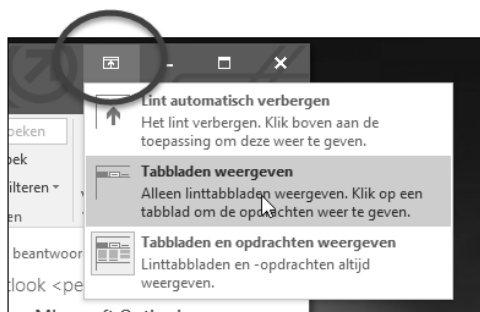 Lint automatisch verbergen
Het lint verbergen. Klik boven aan de
toepassing om deze weer te geven.
Tabbladen weergeven
Alleen linttabbladen weergeven. Klik op een
tabblad om de opdrachten weer te geven.
Tabbladen en opdrachten weergeven
Linttabbladen en -opdrachten altijd
weergeven.
oeken
oek
ilteren
en
beantwoor
tlook <pe